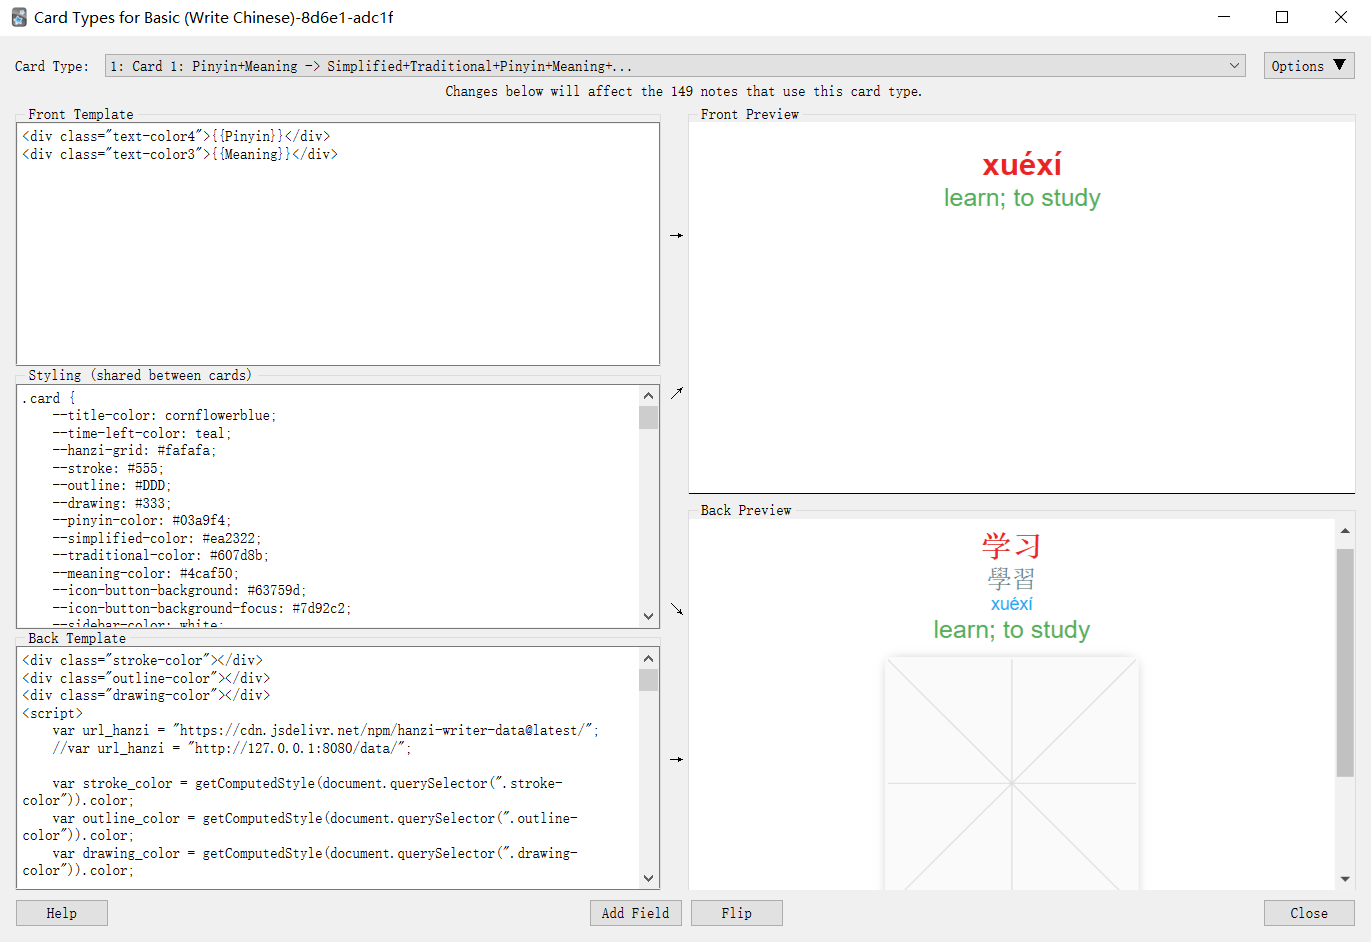 Card Types for Basic (Write Chinese)-8d6e1-adc1f
Card Type:
1: Card 1: Pinyin+Meaning -> Simplified+Traditional+Pinyin+Meaning+...
Options ▼
Changes below will affect the 149 notes that use this card type.
Front Template
<div class="text-color4">{{Pinyin}}</div>
<div class="text-color3">{{Meaning}}</div>
Styling (shared between cards)
.card {
    --title-color: cornflowerblue;
    --time-left-color: teal;
    --hanzi-grid: #fafafa;
    --stroke: #555;
    --outline: #DDD;
    --drawing: #333;
    --pinyin-color: #03a9f4;
    --simplified-color: #ea2322;
    --traditional-color: #607d8b;
    --meaning-color: #4caf50;
    --icon-button-background: #63759d;
    --icon-button-background-focus: #7d92c2;
    --sidebar-color: white;
Back Template
<div class="stroke-color"></div>
<div class="outline-color"></div>
<div class="drawing-color"></div>
<script>
    var url_hanzi = "https://cdn.jsdelivr.net/npm/hanzi-writer-data@latest/";
    //var url_hanzi = "http://127.0.0.1:8080/data/";
    var stroke_color = getComputedStyle(document.querySelector(".stroke-
color")).color;
    var outline_color = getComputedStyle(document.querySelector(".outline-
color")).color;
    var drawing_color = getComputedStyle(document.querySelector(".drawing-
color")).color;
Front Preview
xuéxí
learn; to study
Back Preview
学习
學習
xuéxí
learn; to study
Help
Add Field
Flip
Close